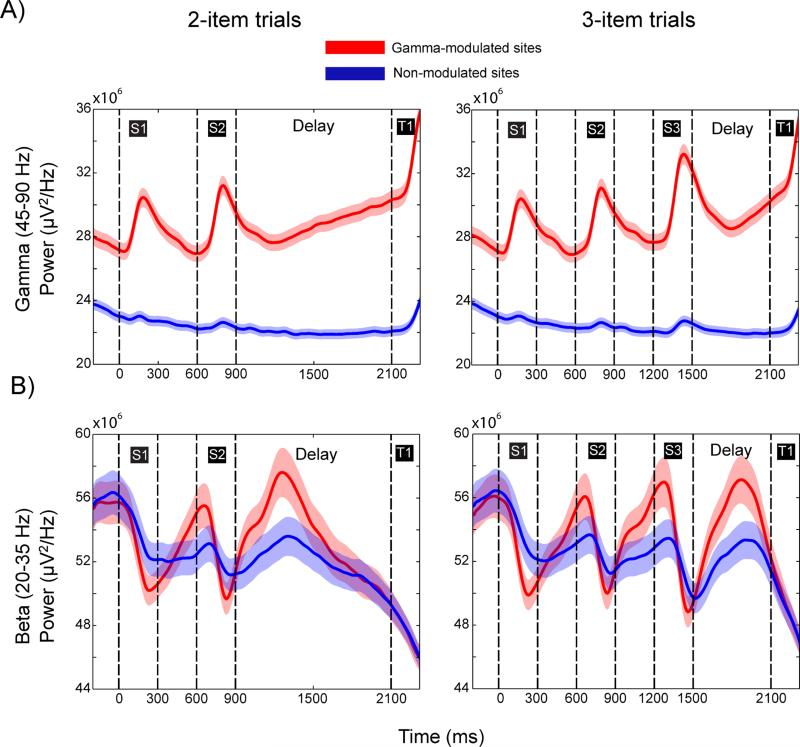 A)
2-item trials
3-item trials
Gamma-modulated sites
Non-modulated sites
x10⁶
x10⁶
Gamma (45-90 Hz)
Power (µV²/Hz)
36
32
28
24
20
S1
S2
Delay
T1
0 300 600 900 1500 2100
36
32
28
24
20
S1
S2
S3
Delay
T1
0 300 600 900 1200 1500 2100
B)
x10⁶
x10⁶
Beta (20-35 Hz)
Power (µV²/Hz)
60
56
52
48
44
S1
S2
Delay
T1
0 300 600 900 1500 2100
60
56
52
48
44
S1
S2
S3
Delay
T1
0 300 600 900 1200 1500 2100
Time (ms)